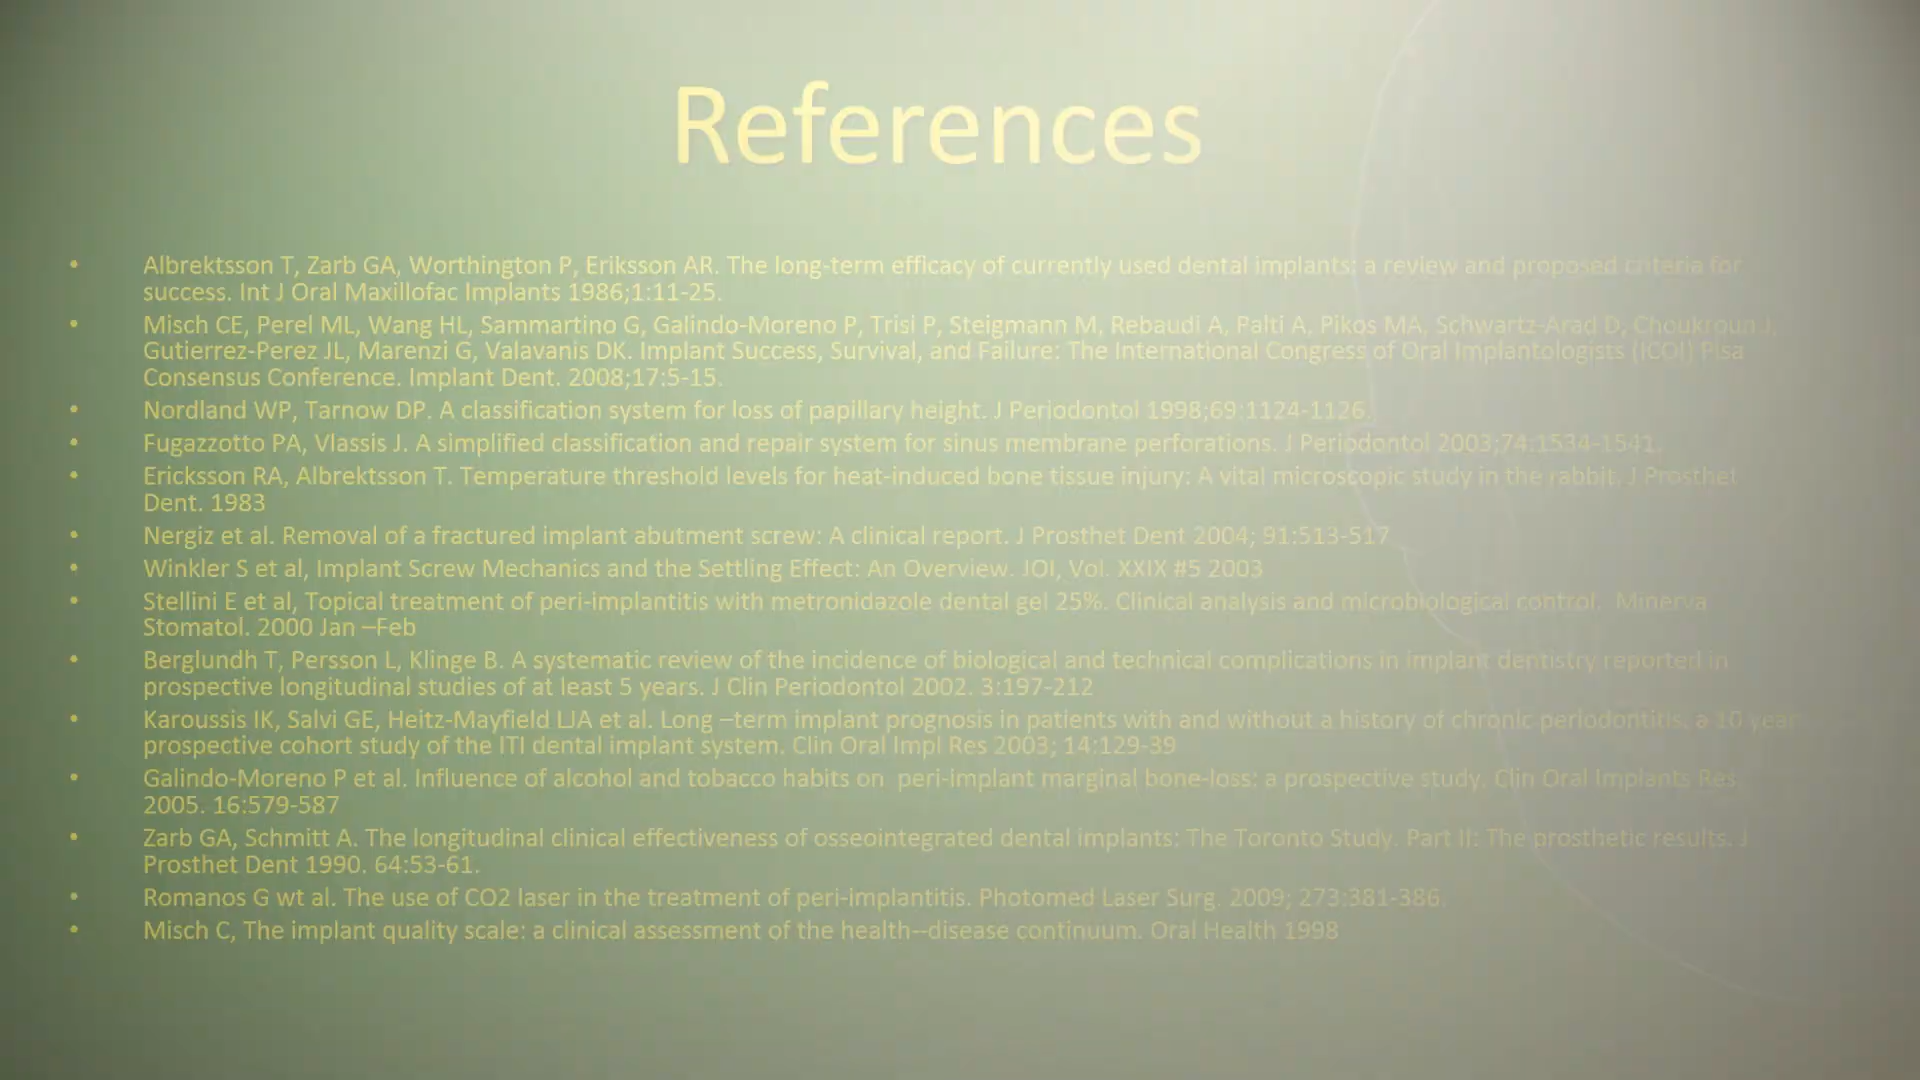 References
• Albrektsson T, Zarb GA, Worthington P, Eriksson AR. The long-term efficacy of currently used dental implants: a review and proposed criteria for
success. Int J Oral Maxillofac Implants 1986;1:11-25.
• Misch CE, Perel ML, Wang HL, Sammartino G, Galindo-Moreno P, Trisi P, Steigmann M, Rebaudi A, Palti A, Pikos MA, Schwartz-Arad D, Choukroun J,
Gutierrez-Perez JL, Marenzi G, Valavanis DK. Implant Success, Survival, and Failure: The International Congress of Oral Implantologists (ICOI) Pisa
Consensus Conference. Implant Dent. 2008;17:5-15.
• Nordland WP, Tarnow DP. A classification system for loss of papillary height. J Periodontol 1998;69:1124-1126.
• Fugazzotto PA, Vlassis J. A simplified classification and repair system for sinus membrane perforations. J Periodontol 2003;74:1534-1541.
• Ericksson RA, Albrektsson T. Temperature threshold levels for heat-induced bone tissue injury: A vital microscopic study in the rabbit. J Prosthet
Dent. 1983
• Nergiz et al. Removal of a fractured implant abutment screw: A clinical report. J Prosthet Dent 2004; 91:513-517
• Winkler S et al, Implant Screw Mechanics and the Settling Effect: An Overview. JOI, Vol. XXIX #5 2003
• Stellini E et al, Topical treatment of peri-implantitis with metronidazole dental gel 25%. Clinical analysis and microbiological control.  Minerva
Stomatol. 2000 Jan –Feb
• Berglundh T, Persson L, Klinge B. A systematic review of the incidence of biological and technical complications in implant dentistry reported in
prospective longitudinal studies of at least 5 years. J Clin Periodontol 2002. 3:197-212
• Karoussis IK, Salvi GE, Heitz-Mayfield LJA et al. Long –term implant prognosis in patients with and without a history of chronic periodontitis: a 10 year
prospective cohort study of the ITI dental implant system. Clin Oral Impl Res 2003; 14:129-39
• Galindo-Moreno P et al. Influence of alcohol and tobacco habits on  peri-implant marginal bone-loss: a prospective study. Clin Oral Implants Res
2005. 16:579-587
• Zarb GA, Schmitt A. The longitudinal clinical effectiveness of osseointegrated dental implants: The Toronto Study. Part II: The prosthetic results. J
Prosthet Dent 1990. 64:53-61.
• Romanos G wt al. The use of CO2 laser in the treatment of peri-implantitis. Photomed Laser Surg. 2009; 273:381-386.
• Misch C, The implant quality scale: a clinical assessment of the health--disease continuum. Oral Health 1998